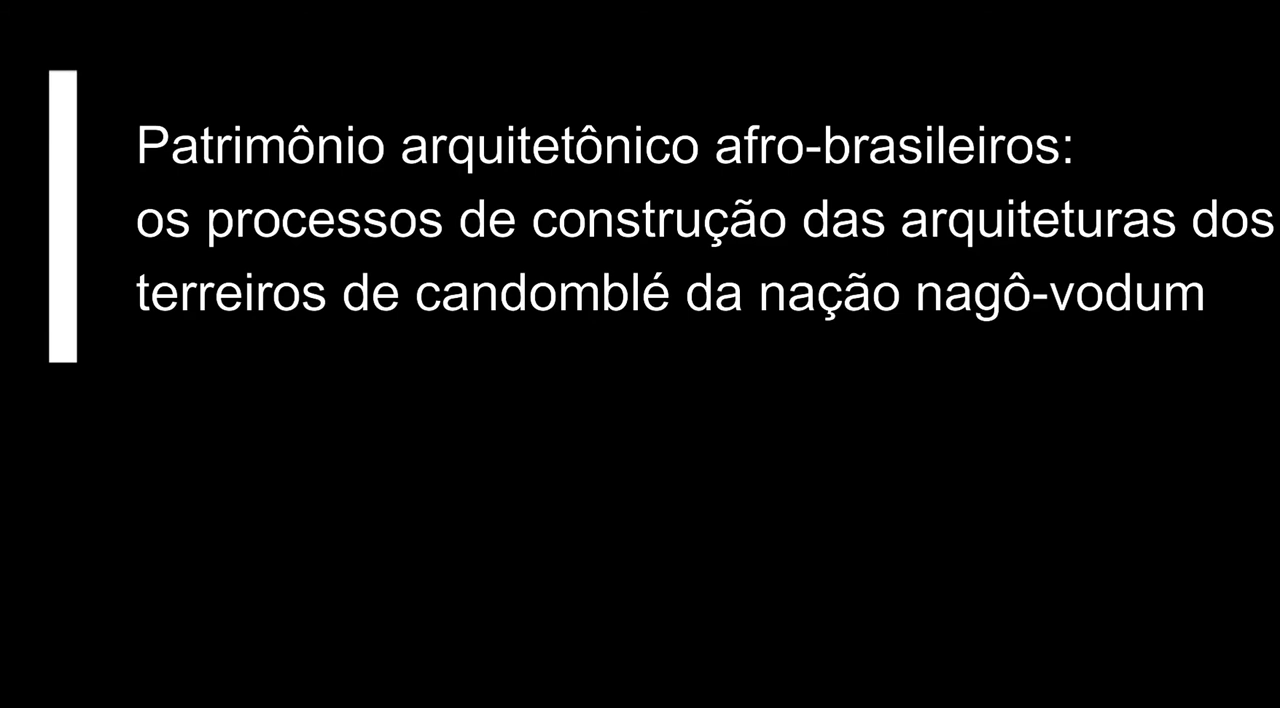 Patrimônio arquitetônico afro-brasileiros:
os processos de construção das arquiteturas dos
terreiros de candomblé da nação nagô-vodum